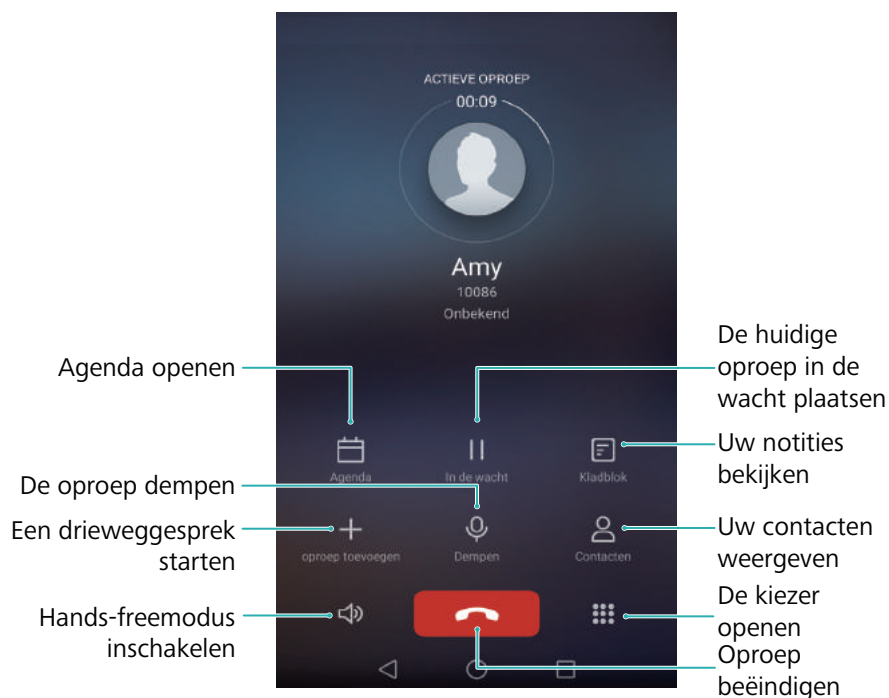 ACTIEVE OPROEP
00:09
Amy
10086
Onbekend
De huidige
oproep in de
wacht plaatsen
Agenda openen
Agenda
In de wacht
Kladblok
Uw notities
bekijken
De oproep dempen
Een drieweggesprek
starten
oproep toevoegen
Dempen
Contacten
Uw contacten
weergeven
Hands-freemodus
inschakelen
De kiezer
openen
Oproep
beëindigen